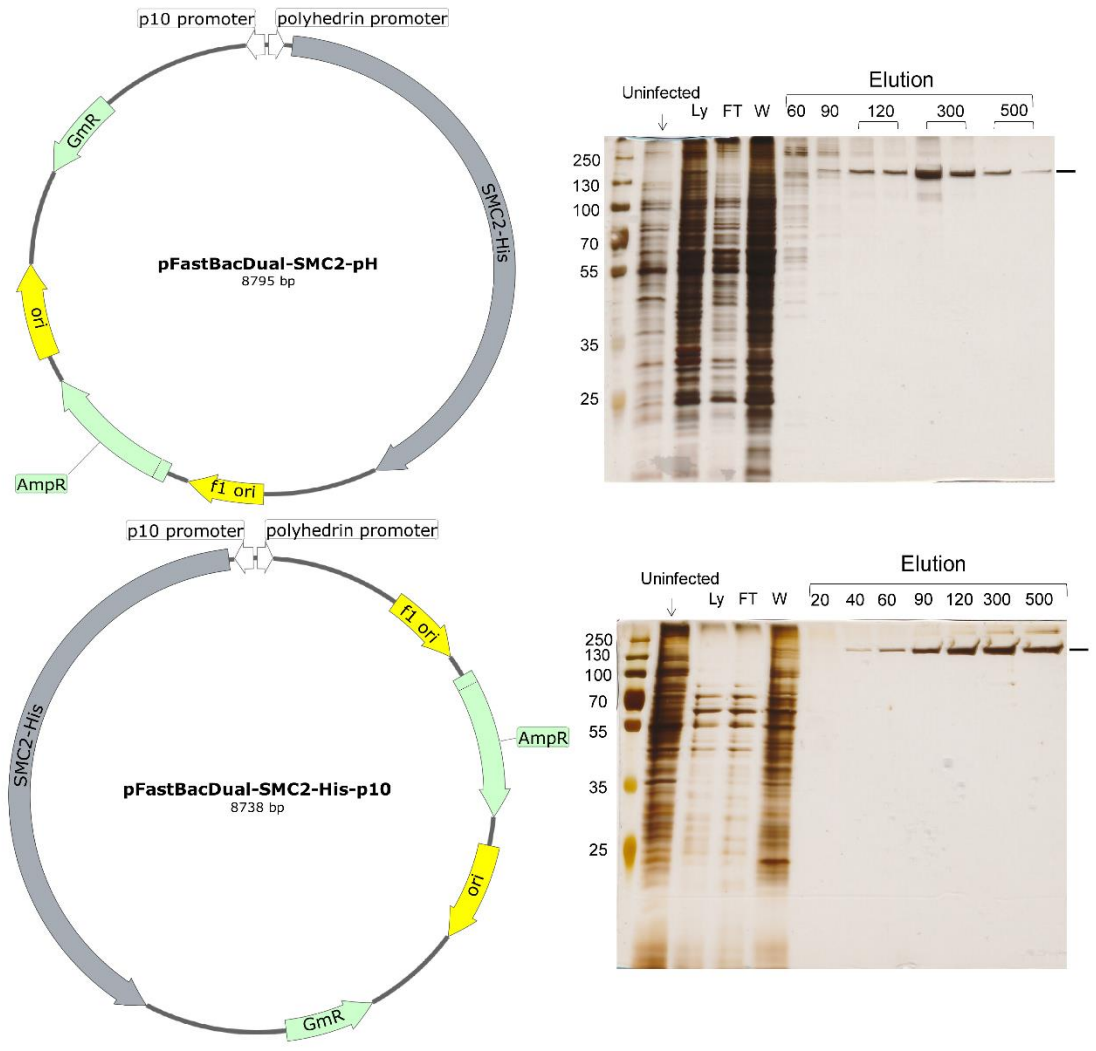 p10 promoter
polyhedrin promoter
GmR
SMC2-His
pFastBacDual-SMC2-pH
8795 bp
ori
AmpR
f1 ori
Elution
Uninfected
Ly FT W 60 90 120 300 500
250
130
100
70
55
35
25
p10 promoter
polyhedrin promoter
f1 ori
SMC2-His
AmpR
pFastBacDual-SMC2-His-p10
8738 bp
ori
GmR
Elution
Uninfected
Ly FT W 20 40 60 90 120 300 500
250
130
100
70
55
35
25